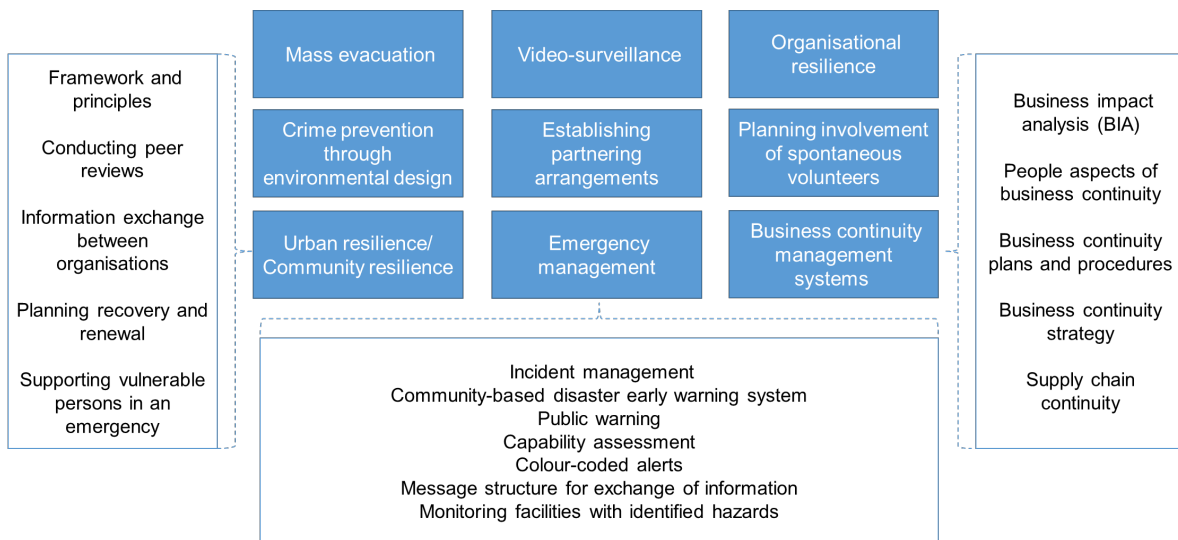 Mass evacuation
Video-surveillance
Organisational
resilience
Crime prevention
through
environmental design
Establishing
partnering
arrangements
Planning involvement
of spontaneous
volunteers
Urban resilience/
Community resilience
Emergency
management
Business continuity
management
systems
Framework and
principles
Conducting peer
reviews
Information exchange
between
organisations
Planning recovery and
renewal
Supporting vulnerable
persons in an
emergency
Incident management
Community-based disaster early warning system
Public warning
Capability assessment
Colour-coded alerts
Message structure for exchange of information
Monitoring facilities with identified hazards
Business impact
analysis (BIA)
People aspects of
business continuity
Business continuity
plans and procedures
Business continuity
strategy
Supply chain
continuity